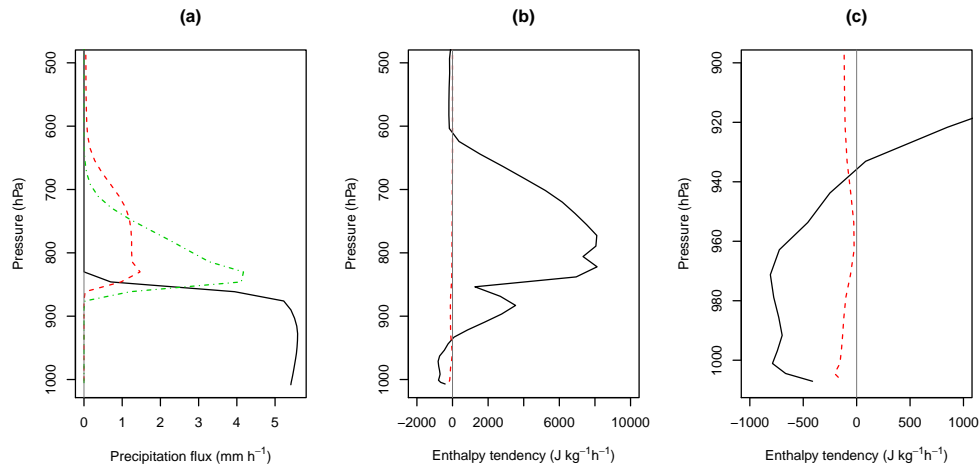 (a)
500
600
700
800
900
1000
Pressure (hPa)
0 1 2 3 4 5
Precipitation flux (mm h⁻¹)
(b)
500
600
700
800
900
1000
Pressure (hPa)
−2000 0 2000 6000 10000
Enthalpy tendency (J kg⁻¹h⁻¹)
(c)
900
920
940
960
980
1000
Pressure (hPa)
−1000 −500 0 500 1000
Enthalpy tendency (J kg⁻¹h⁻¹)